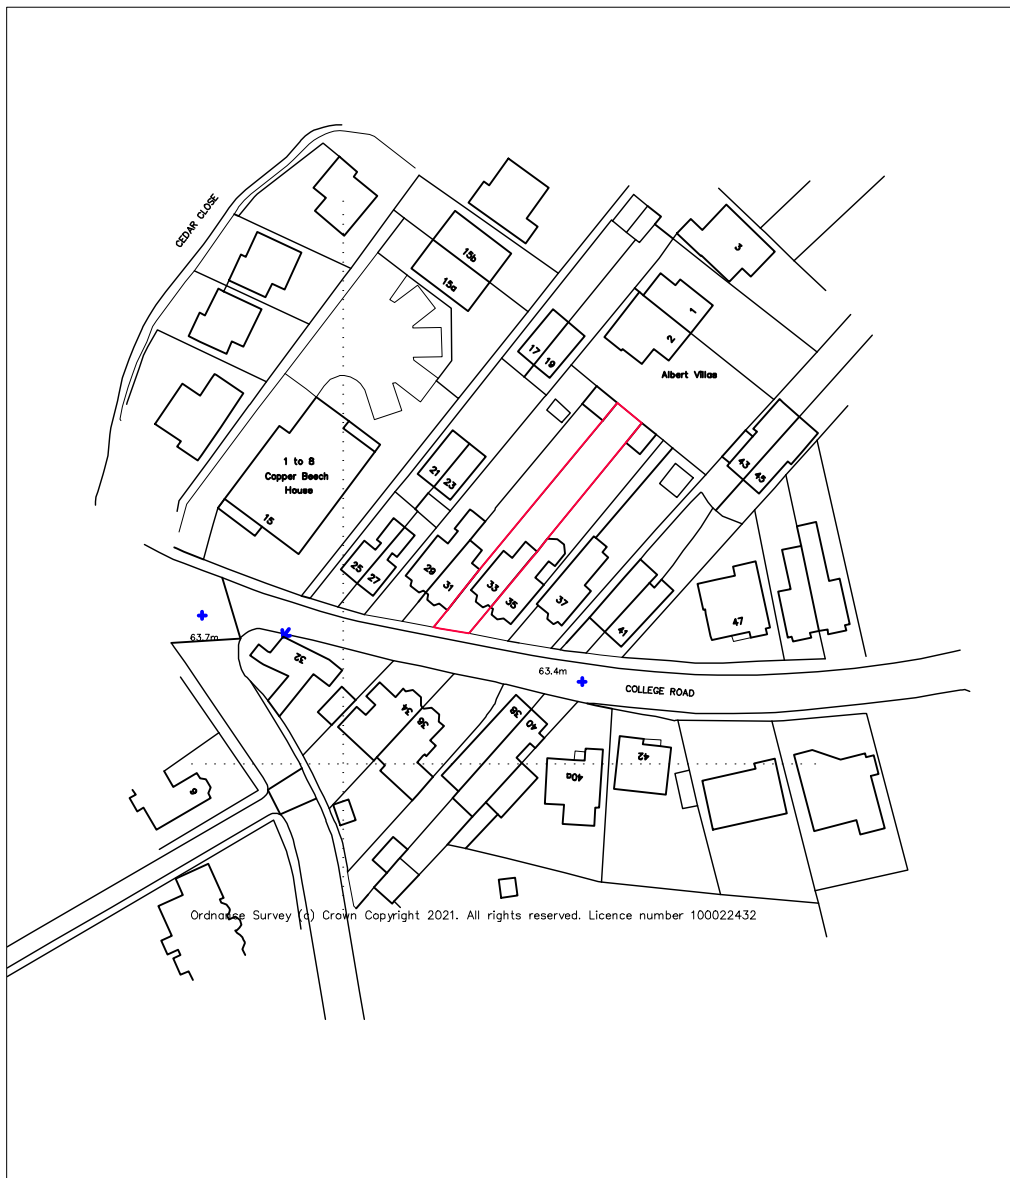 CEDAR CLOSE
15b
15a
3
1
2
Albert Villas
17
19
1 to 8
Copper Beech
House
15
21
23
43
45
25
27
29
31
33
35
37
41
47
63.7m
32
63.4m
COLLEGE ROAD
34
36
38
40
40a
42
9
Ordnance Survey (c) Crown Copyright 2021. All rights reserved. Licence number 100022432